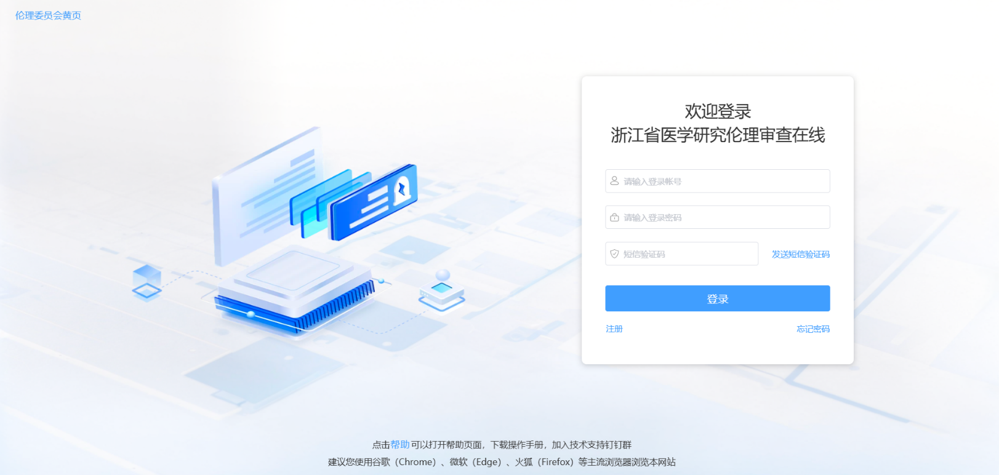 伦理委员会黄页
欢迎登录
浙江省医学研究伦理审查在线
请输入登录帐号
请输入登录密码
短信验证码 发送短信验证码
登录
注册 忘记密码
点击帮助可以打开帮助页面，下载操作手册，加入技术支持钉钉群
建议您使用谷歌（Chrome）、微软（Edge）、火狐（Firefox）等主流浏览器浏览本网站